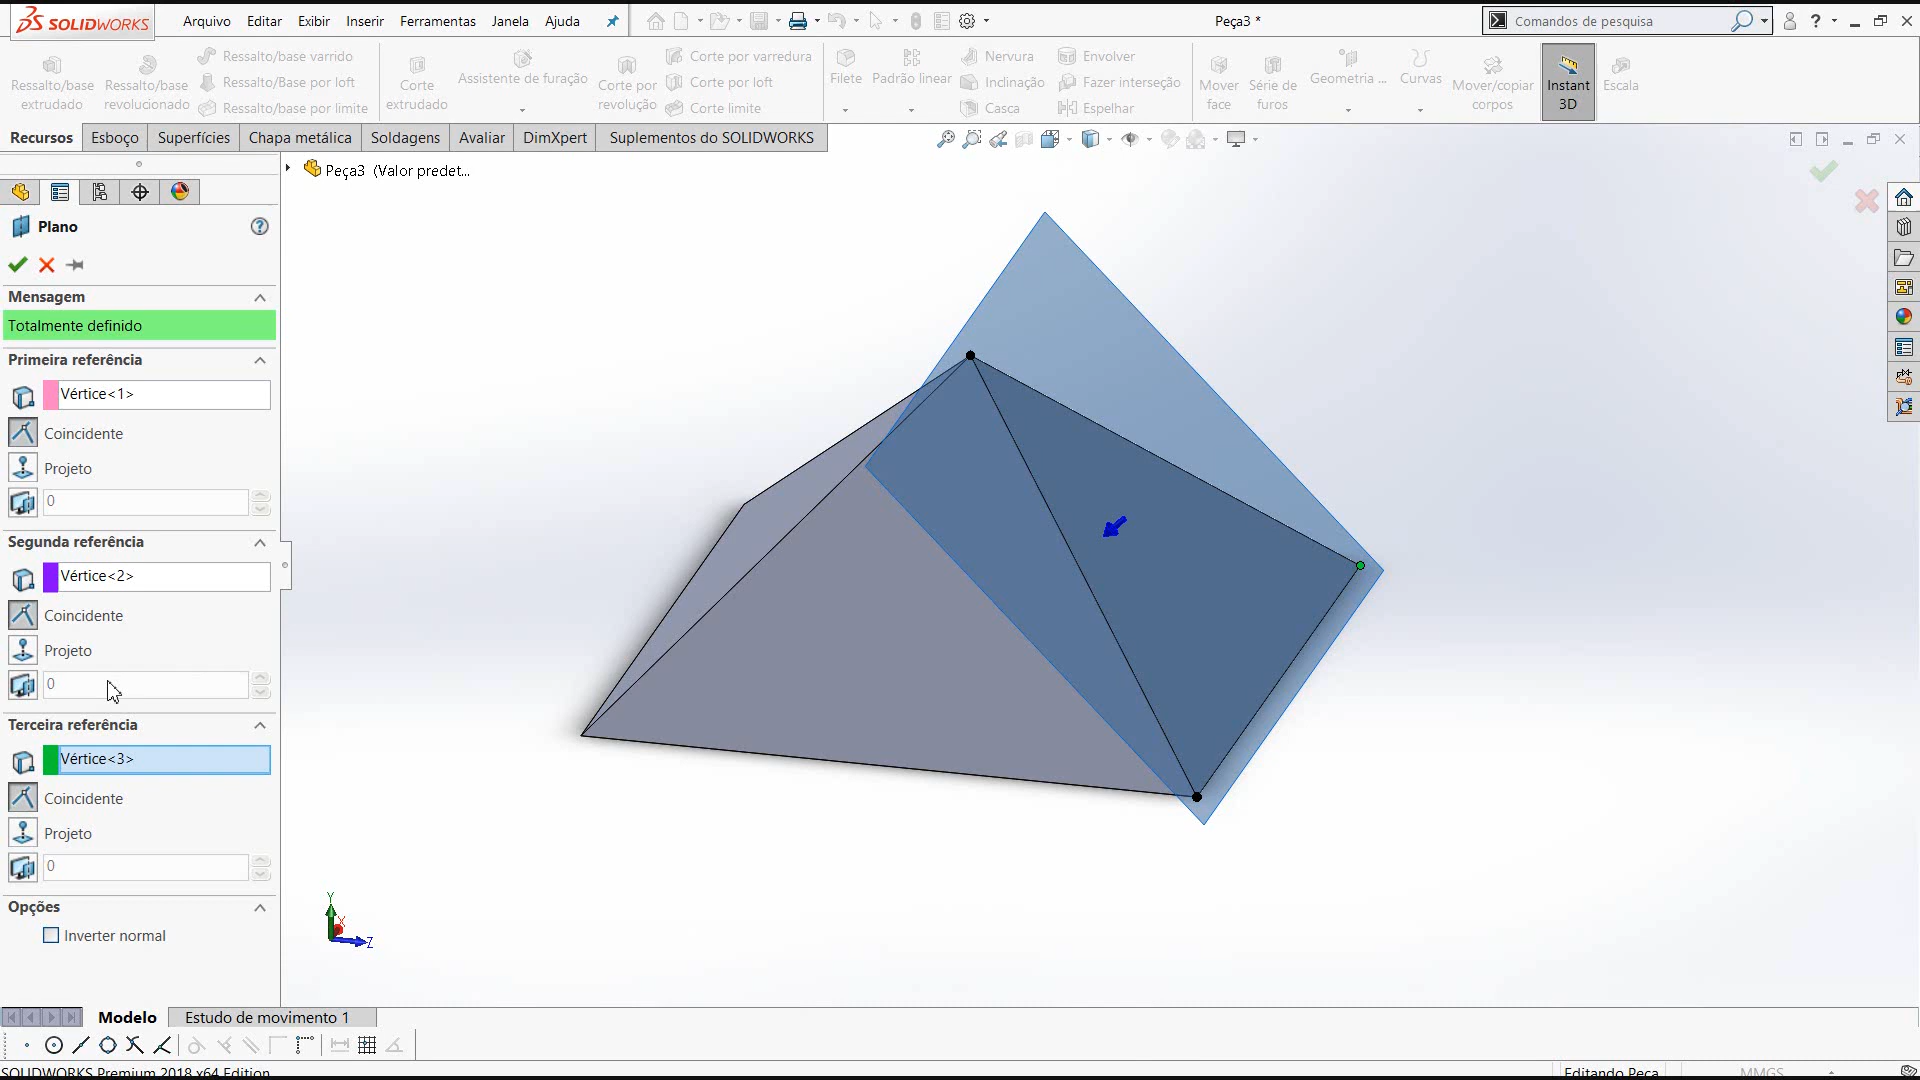 SOLIDWORKS
Arquivo Editar Exibir Inserir Ferramentas Janela Ajuda
Peça3 *
Comandos de pesquisa
?
Ressalto/base extrudado
Ressalto/base revolucionado
Ressalto/base varrido
Ressalto/Base por loft
Ressalto/base por limite
Corte extrudado
Assistente de furação
Corte por revolução
Corte por varredura
Corte por loft
Corte limite
Filete
Padrão linear
Nervura
Inclinação
Casca
Envolver
Fazer interseção
Espelhar
Mover face
Série de furos
Geometria ...
Curvas
Mover/copiar corpos
Instant 3D
Escala
Recursos Esboço Superfícies Chapa metálica Soldagens Avaliar DimXpert Suplementos do SOLIDWORKS
Peça3 (Valor predet...
Plano
?
Mensagem
Totalmente definido
Primeira referência
Vértice<1>
Coincidente
Projeto
0
Segunda referência
Vértice<2>
Coincidente
Projeto
0
Terceira referência
Vértice<3>
Coincidente
Projeto
0
Opções
Inverter normal
Y
X
Z
Modelo Estudo de movimento 1
SOLIDWORKS Premium 2018 x64 Edition
Editando Peça
MMGS